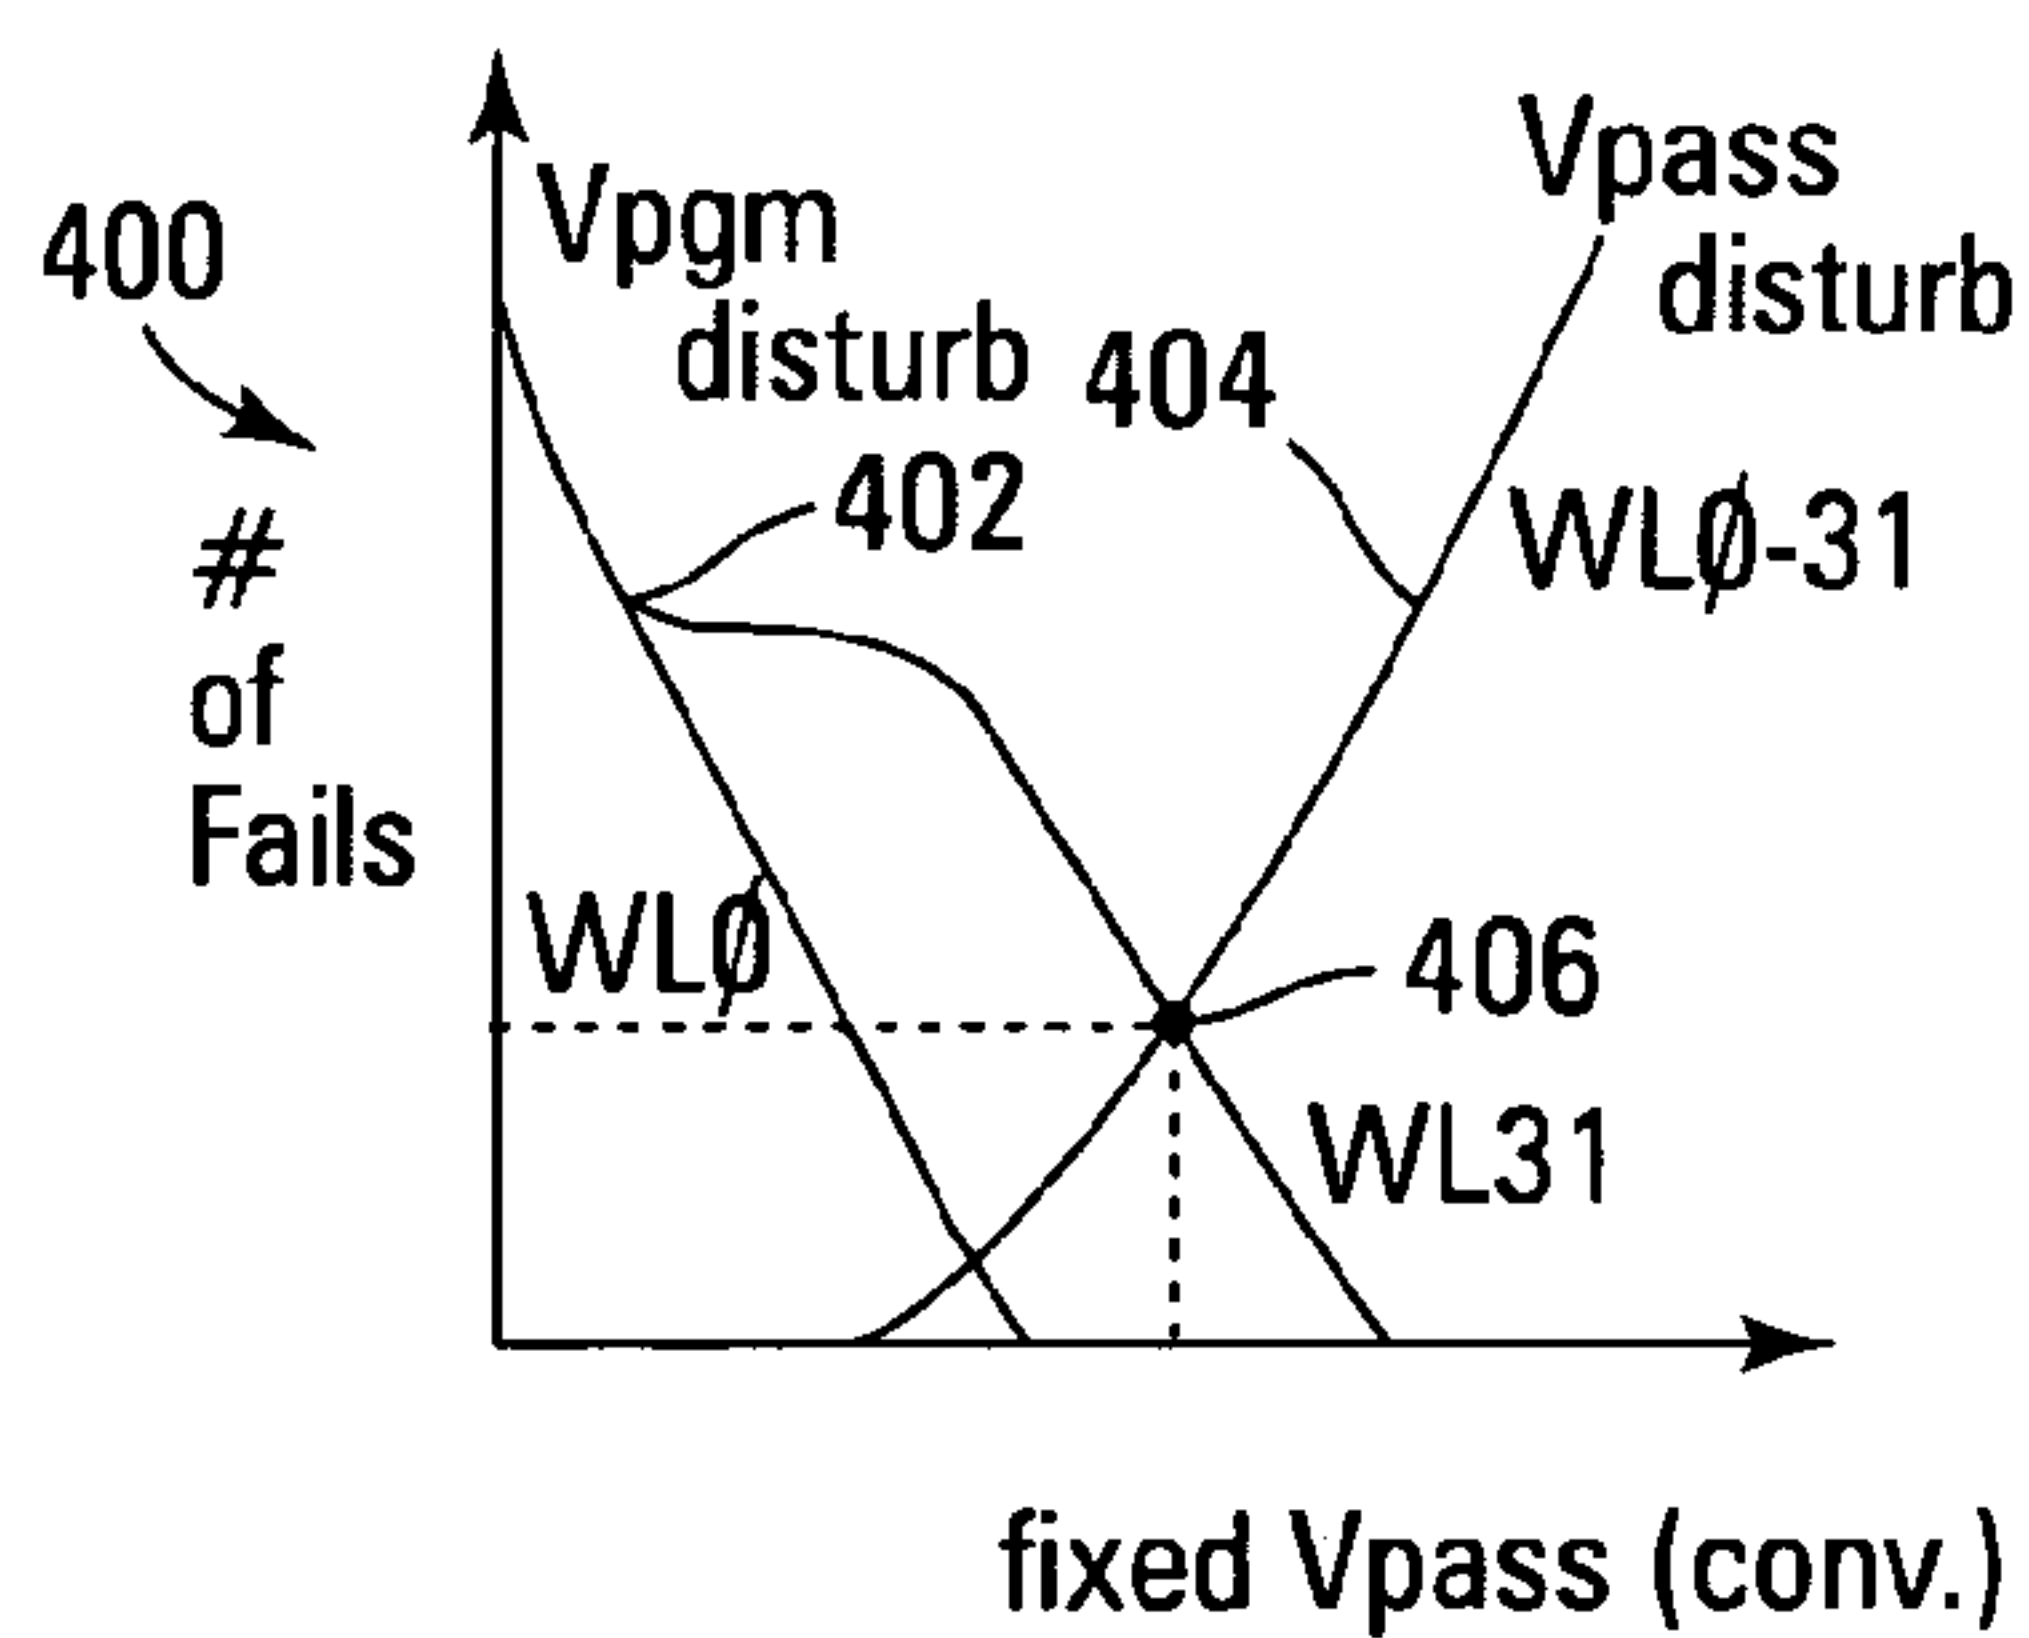 400
#
of
Fails
Vpgm
disturb
402
404
Vpass
disturb
WLØ-31
WLØ
406
WL31
fixed Vpass (conv.)